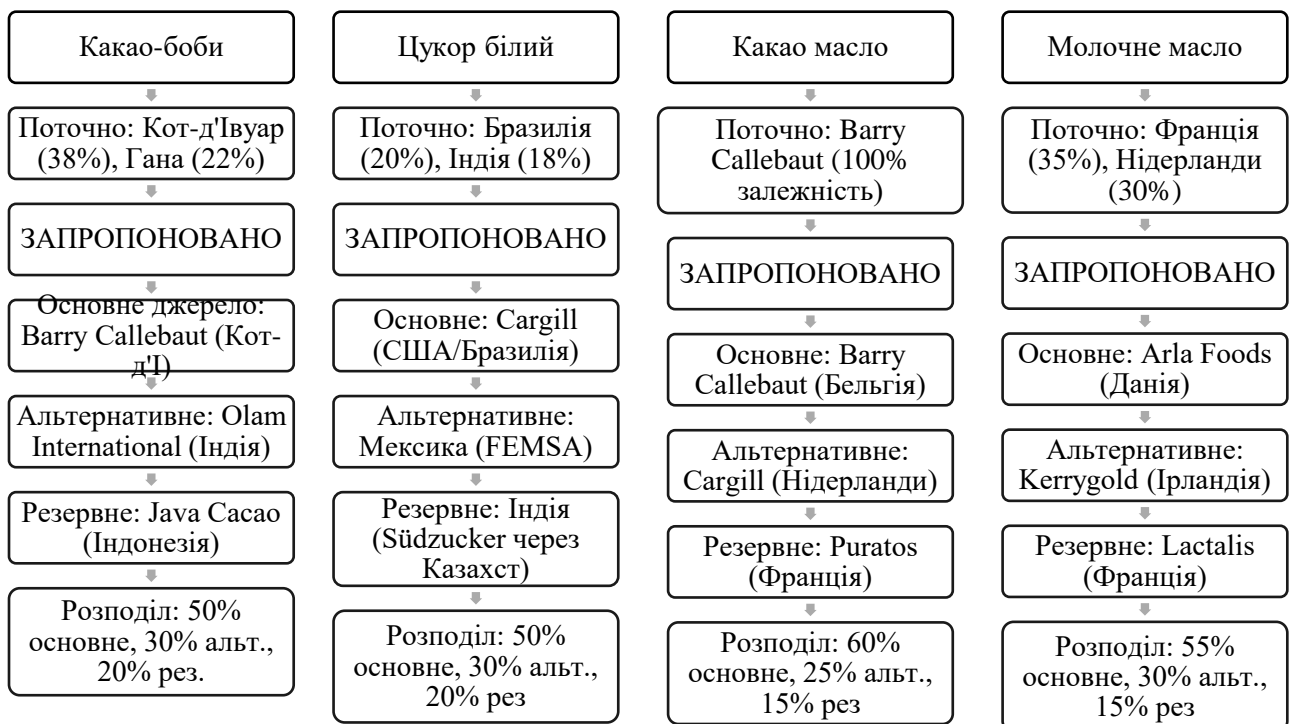 Какао-боби
Поточно: Кот-д'Івуар
(38%), Гана (22%)
ЗАПРОПОНОВАНО
Основне джерело:
Barry Callebaut (Кот-
д'І)
Альтернативне: Olam
International (Індія)
Резервне: Java Cacao
(Індонезія)
Розподіл: 50%
основне, 30% альт.,
20% рез.
Цукор білий
Поточно: Бразилія
(20%), Індія (18%)
ЗАПРОПОНОВАНО
Основне: Cargill
(США/Бразилія)
Альтернативне:
Мексика (FEMSA)
Резервне: Індія
(Südzucker через
Казахст)
Розподіл: 50%
основне, 30% альт.,
20% рез
Какао масло
Поточно: Barry
Callebaut (100%
залежність)
ЗАПРОПОНОВАНО
Основне: Barry
Callebaut (Бельгія)
Альтернативне:
Cargill (Нідерланди)
Резервне: Puratos
(Франція)
Розподіл: 60%
основне, 25% альт.,
15% рез
Молочне масло
Поточно: Франція
(35%), Нідерланди
(30%)
ЗАПРОПОНОВАНО
Основне: Arla Foods
(Данія)
Альтернативне:
Kerrygold (Ірландія)
Резервне: Lactalis
(Франція)
Розподіл: 55%
основне, 30% альт.,
15% рез